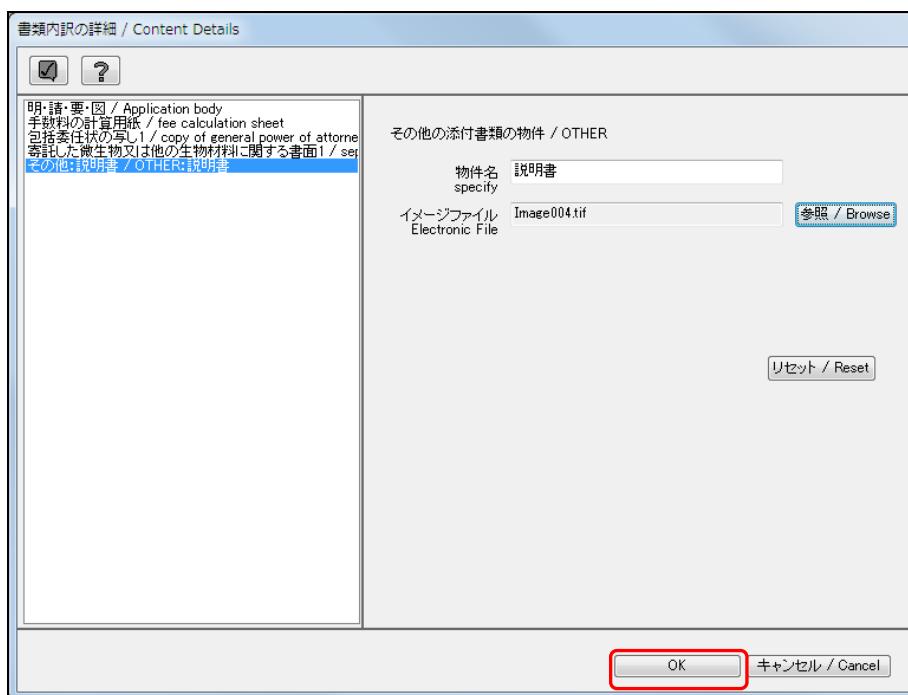 書類内訳の詳細 / Content Details
?
明・請・要・図 / Application body
手数料の計算用紙 / fee calculation sheet
包括委任状の写し1 / copy of general power of attorne
寄託した微生物又は他の生物材料に関する書面1 / sep
その他:説明書 / OTHER:説明書
その他の添付書類の物件 / OTHER
物件名 説明書
specify
イメージファイル Image004.tif 参照 / Browse
Electronic File
リセット / Reset
OK キャンセル / Cancel